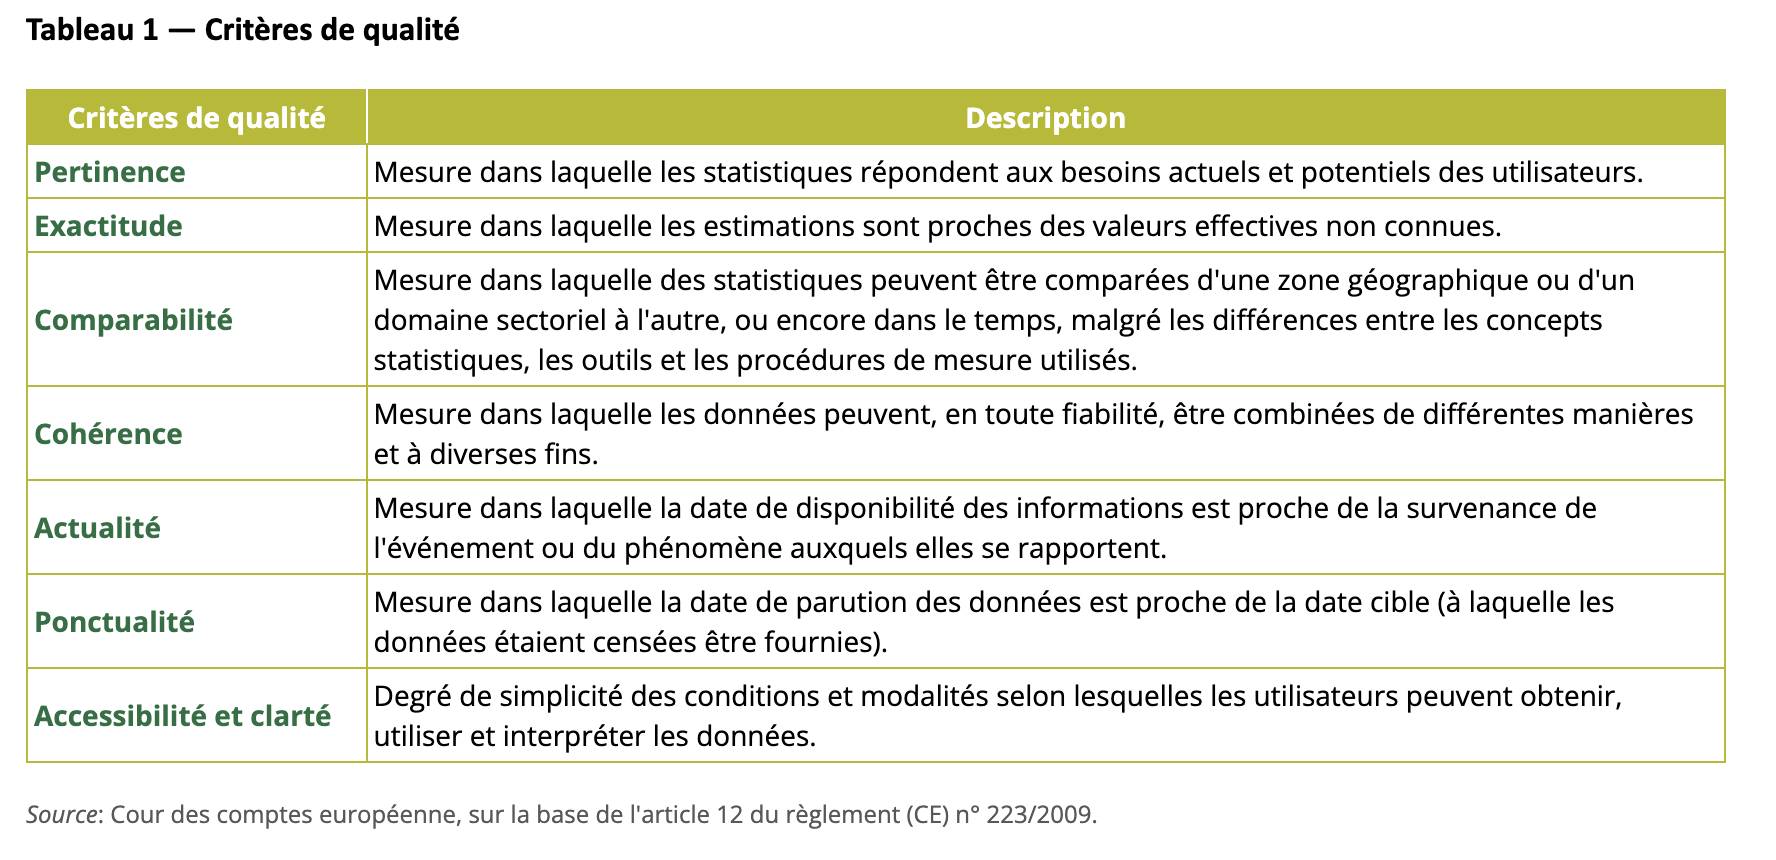 Tableau 1 — Critères de qualité
Critères de qualité Description
Pertinence Mesure dans laquelle les statistiques répondent aux besoins actuels et potentiels des utilisateurs.
Exactitude Mesure dans laquelle les estimations sont proches des valeurs effectives non connues.
Comparabilité
Mesure dans laquelle des statistiques peuvent être comparées d'une zone géographique ou d'un
domaine sectoriel à l'autre, ou encore dans le temps, malgré les différences entre les concepts
statistiques, les outils et les procédures de mesure utilisés.
Cohérence
Mesure dans laquelle les données peuvent, en toute fiabilité, être combinées de différentes manières
et à diverses fins.
Actualité
Mesure dans laquelle la date de disponibilité des informations est proche de la survenance de
l'événement ou du phénomène auxquels elles se rapportent.
Ponctualité
Mesure dans laquelle la date de parution des données est proche de la date cible (à laquelle les
données étaient censées être fournies).
Accessibilité et clarté
Degré de simplicité des conditions et modalités selon lesquelles les utilisateurs peuvent obtenir,
utiliser et interpréter les données.
Source: Cour des comptes européenne, sur la base de l'article 12 du règlement (CE) n° 223/2009.